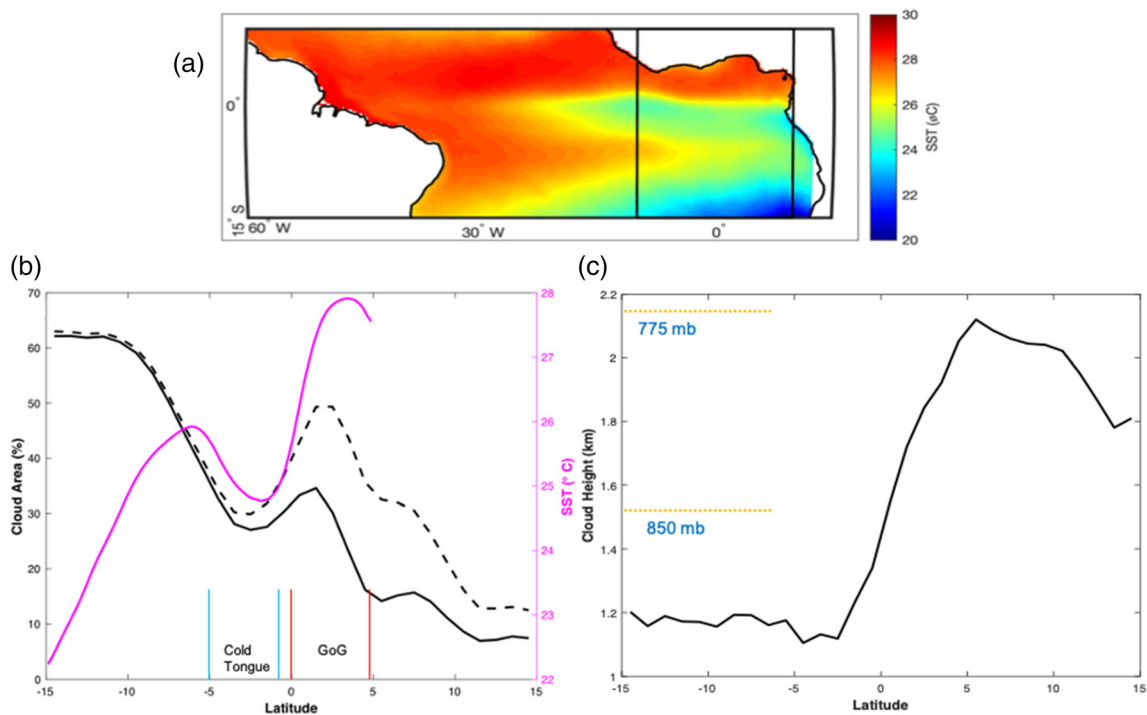 (a)
0°
15° S
60° W
30° W
0°
30
28
26
24
22
20
SST (øC)
(b)
70
60
50
40
30
20
10
0
Cloud Area (%)
28
27
26
25
24
23
22
SST (° C)
Cold
Tongue
GoG
-15
-10
-5
0
5
10
15
Latitude
(c)
2.2
2
1.8
1.6
1.4
1.2
1
Cloud Height (km)
775 mb
850 mb
-15
-10
-5
0
5
10
15
Latitude